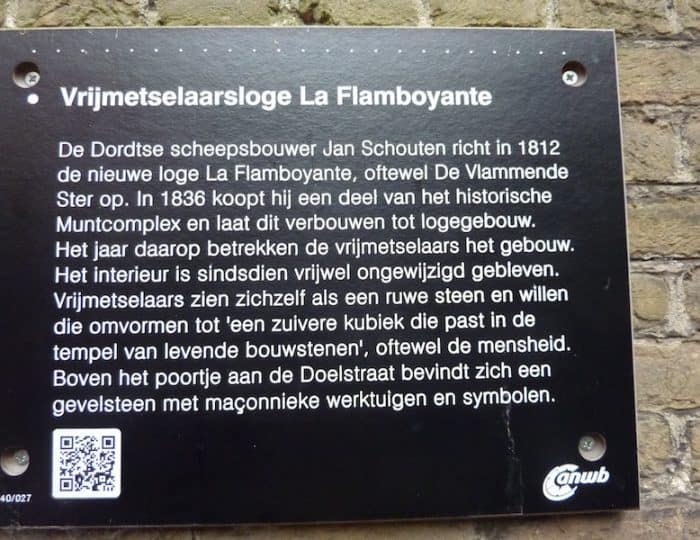 • Vrijmetselaarsloge La Flamboyante
De Dordtse scheepsbouwer Jan Schouten richt in 1812
de nieuwe loge La Flamboyante, oftewel De Vlammende
Ster op. In 1836 koopt hij een deel van het historische
Muntcomplex en laat dit verbouwen tot logegebouw.
Het jaar daarop betrekken de vrijmetselaars het gebouw.
Het interieur is sindsdien vrijwel ongewijzigd gebleven.
Vrijmetselaars zien zichzelf als een ruwe steen en willen
die omvormen tot 'een zuivere kubiek die past in de
tempel van levende bouwstenen', oftewel de mensheid.
Boven het poortje aan de Doelstraat bevindt zich een
gevelsteen met maçonnieke werktuigen en symbolen.
40/027
anwb